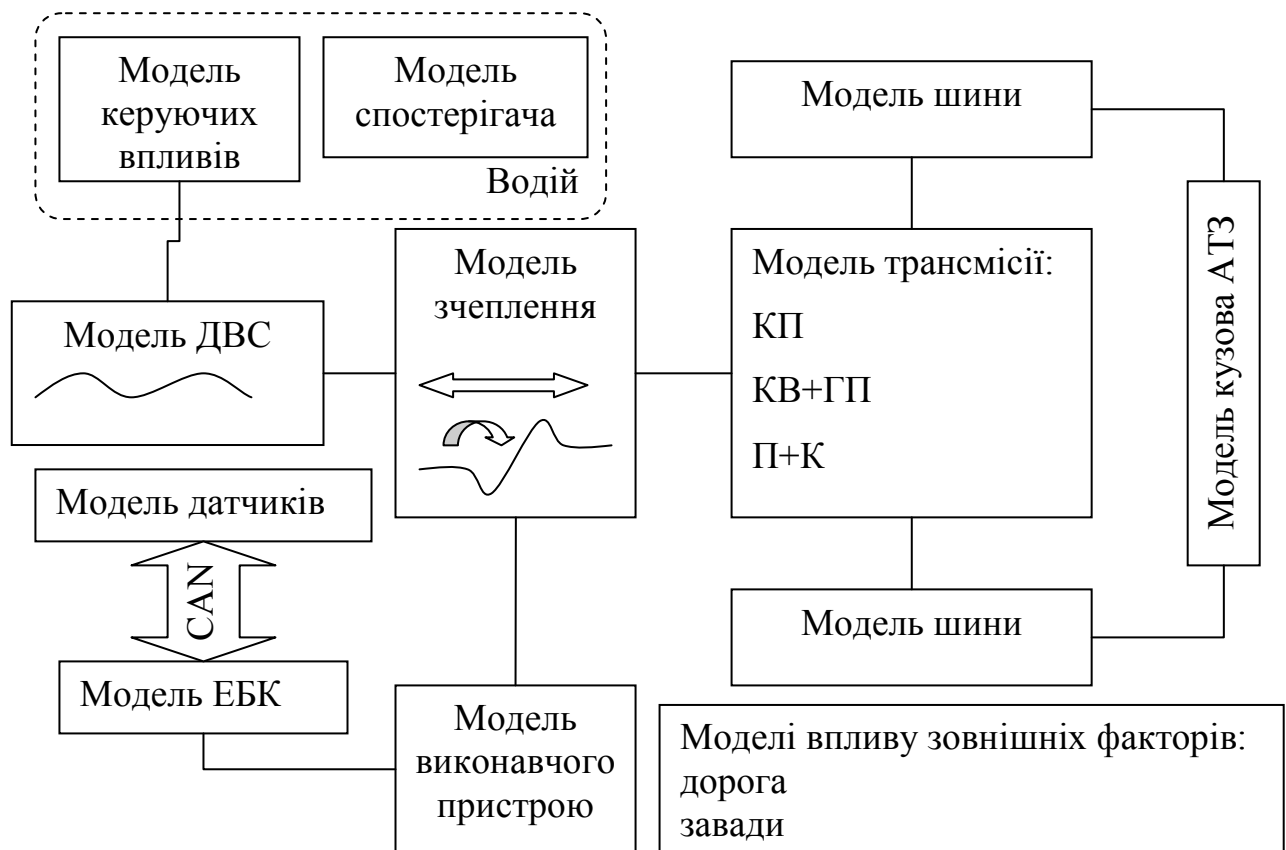 Модель
керуючих
впливів
Модель
спостерігача
Водій
Модель ДВС
Модель
зчеплення
Модель шини
Модель трансмісії:
КП
КВ+ГП
П+К
Модель кузова АТЗ
Модель датчиків
CAN
Модель ЕБК
Модель
виконавчого
пристрою
Модель шини
Моделі впливу зовнішніх факторів:
дорога
завади